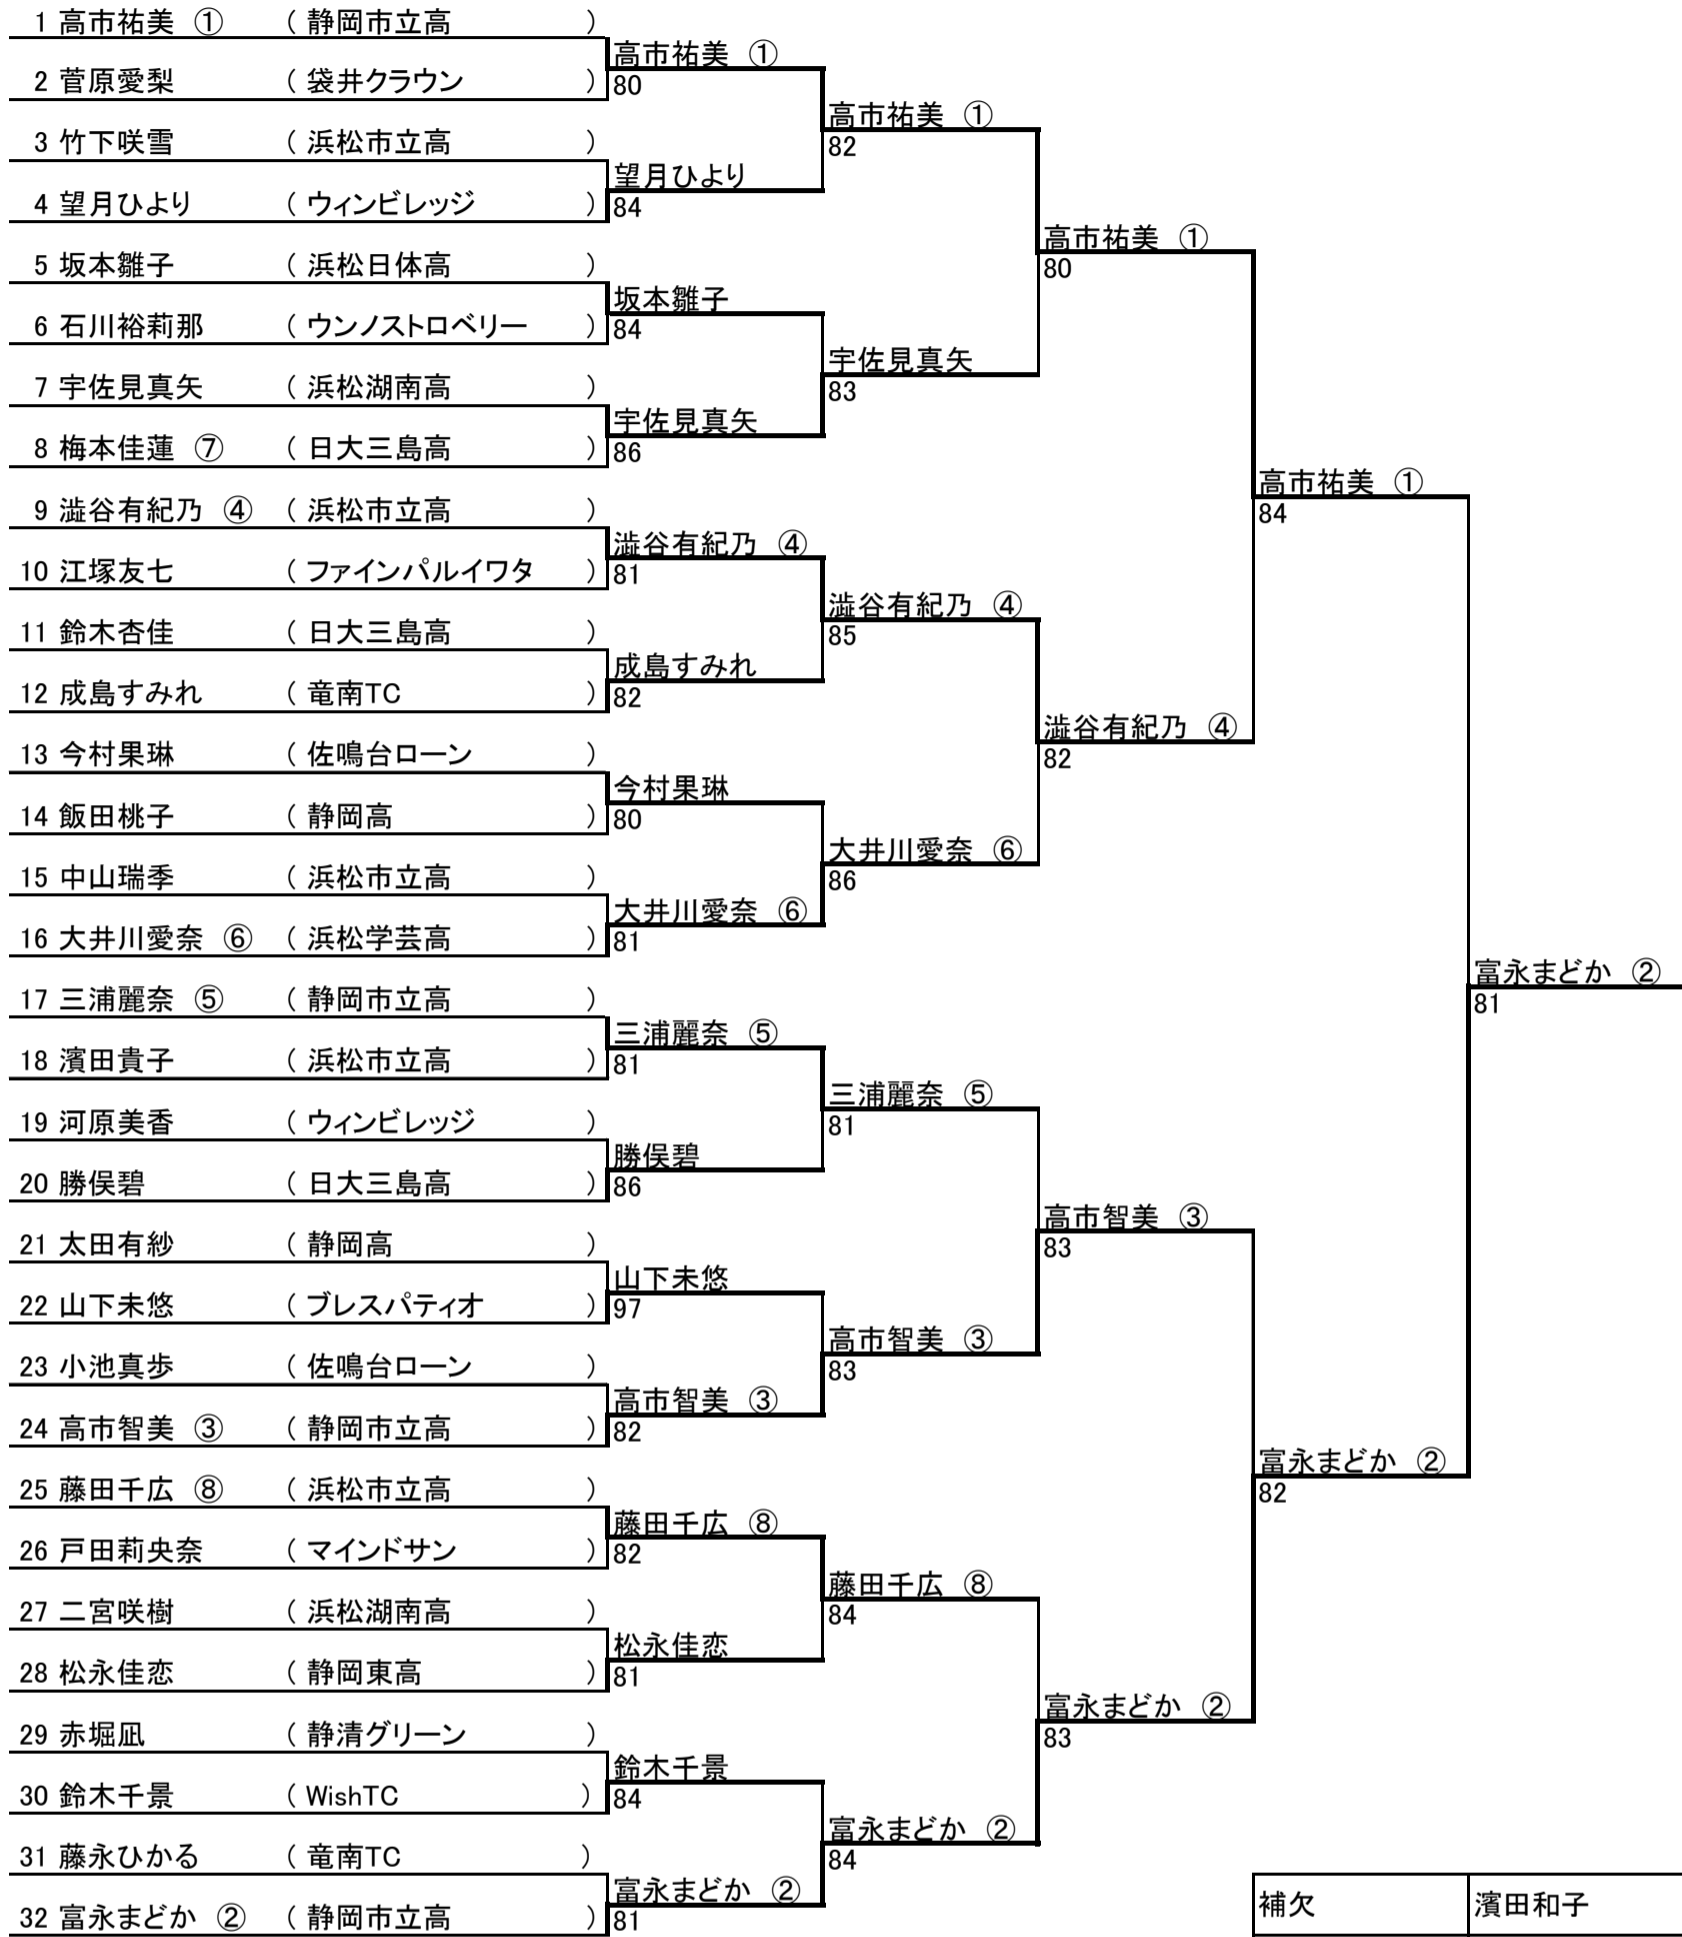 1 高市祐美 ① ( 静岡市立高 )
高市祐美 ①
2 菅原愛梨 ( 袋井クラウン ) 80
高市祐美 ①
3 竹下咲雪 ( 浜松市立高 ) 82
望月ひより
4 望月ひより ( ウィンビレッジ ) 84
高市祐美 ①
5 坂本雛子 ( 浜松日体高 ) 80
坂本雛子
6 石川裕莉那 ( ウンノストロベリー ) 84
宇佐見真矢
7 宇佐見真矢 ( 浜松湖南高 ) 83
宇佐見真矢
8 梅本佳蓮 ⑦ ( 日大三島高 ) 86
高市祐美 ①
9 澁谷有紀乃 ④ ( 浜松市立高 ) 84
澁谷有紀乃 ④
10 江塚友七 ( ファインパルイワタ ) 81
澁谷有紀乃 ④
11 鈴木杏佳 ( 日大三島高 ) 85
成島すみれ
12 成島すみれ ( 竜南TC ) 82
澁谷有紀乃 ④
13 今村果琳 ( 佐鳴台ローン ) 82
今村果琳
14 飯田桃子 ( 静岡高 ) 80
大井川愛奈 ⑥
15 中山瑞季 ( 浜松市立高 ) 86
大井川愛奈 ⑥
16 大井川愛奈 ⑥ ( 浜松学芸高 ) 81
富永まどか ②
17 三浦麗奈 ⑤ ( 静岡市立高 ) 81
三浦麗奈 ⑤
18 濱田貴子 ( 浜松市立高 ) 81
三浦麗奈 ⑤
19 河原美香 ( ウィンビレッジ ) 81
勝俣碧
20 勝俣碧 ( 日大三島高 ) 86
高市智美 ③
21 太田有紗 ( 静岡高 ) 83
山下未悠
22 山下未悠 ( ブレスパティオ ) 97
高市智美 ③
23 小池真歩 ( 佐鳴台ローン ) 83
高市智美 ③
24 高市智美 ③ ( 静岡市立高 ) 82
富永まどか ②
25 藤田千広 ⑧ ( 浜松市立高 ) 82
藤田千広 ⑧
26 戸田莉央奈 ( マインドサン ) 82
藤田千広 ⑧
27 二宮咲樹 ( 浜松湖南高 ) 84
松永佳恋
28 松永佳恋 ( 静岡東高 ) 81
富永まどか ②
29 赤堀凪 ( 静清グリーン ) 83
鈴木千景
30 鈴木千景 ( WishTC ) 84
富永まどか ②
31 藤永ひかる ( 竜南TC ) 84
富永まどか ②
32 富永まどか ② ( 静岡市立高 ) 81
補欠 濱田和子